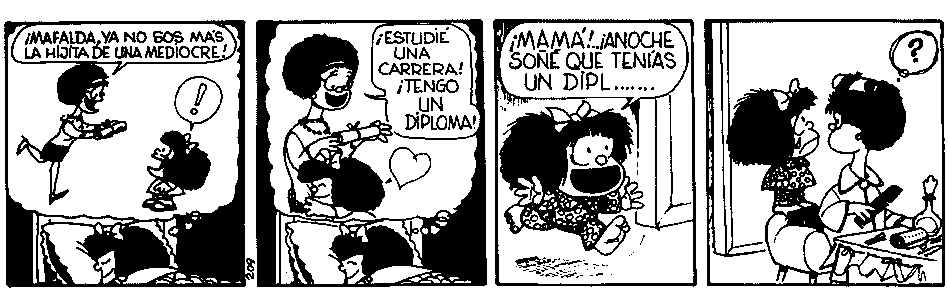 ¡MAFALDA, YA NO SOS MÁS
LA HIJITA DE UNA MEDIOCRE!
!
¡ESTUDIÉ
UNA
CARRERA!
¡TENGO
UN
DIPLOMA!
¡MAMÁ!..¡ANOCHE
SOÑÉ QUE TENÍAS
UN DIPL.......
?
209